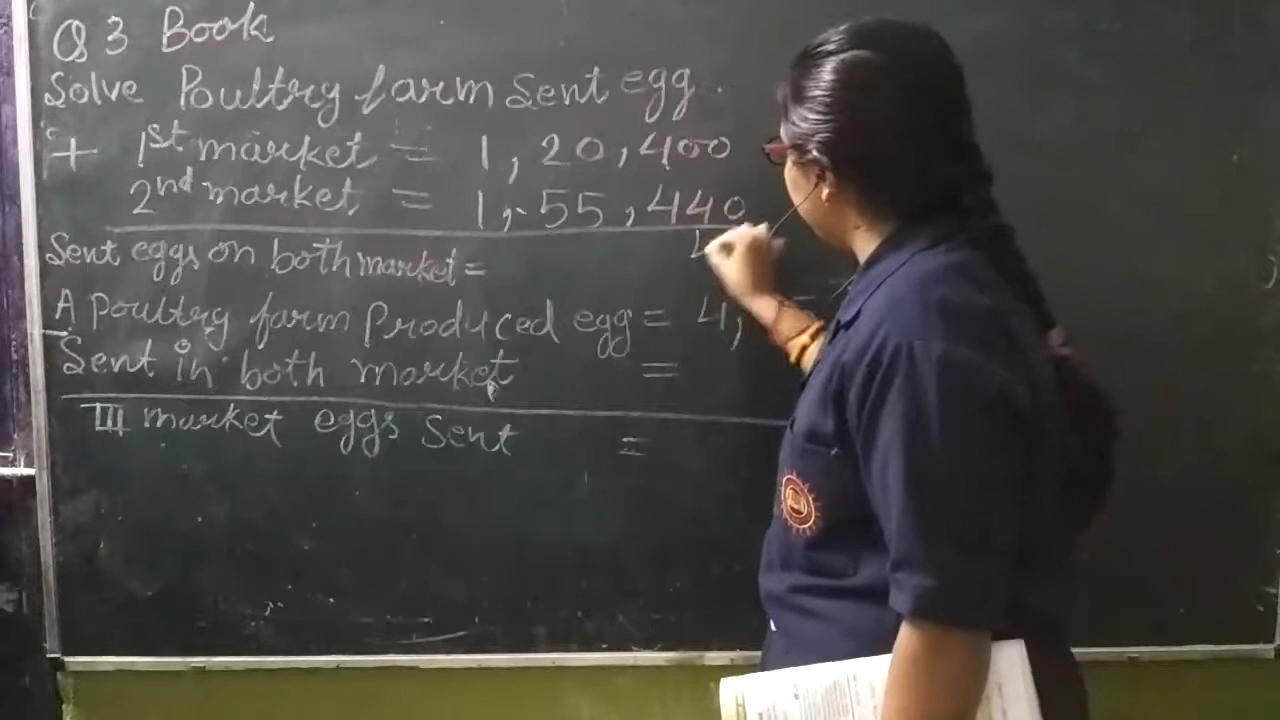 Q 3 Book
Solve Poultry farm Sent egg.
+ 1st market = 1, 20, 400
2nd market = 1, 55, 440
Sent eggs on both market =
A Poultry farm Produced egg = 4,
Sent in both market =
III market eggs Sent =